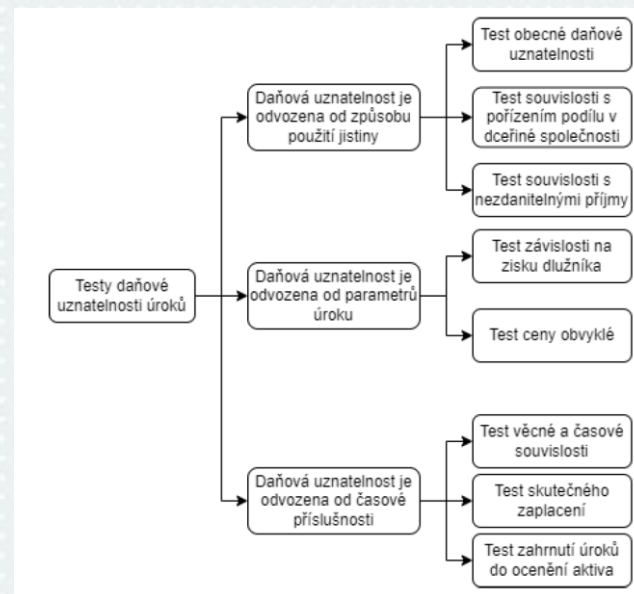 Testy daňové
uznatelnosti úroků
Daňová uznatelnost je
odvozena od způsobu
použití jistiny
Test obecné daňové
uznatelnosti
Test souvislosti s
pořízením podílu v
dceřiné společnosti
Test souvislosti s
nezdanitelnými příjmy
Daňová uznatelnost je
odvozena od parametrů
úroku
Test závislosti na
zisku dlužníka
Test ceny obvyklé
Daňová uznatelnost je
odvozena od časové
příslušnosti
Test věcné a časové
souvislosti
Test skutečného
zaplacení
Test zahrnutí úroků
do ocenění aktiva